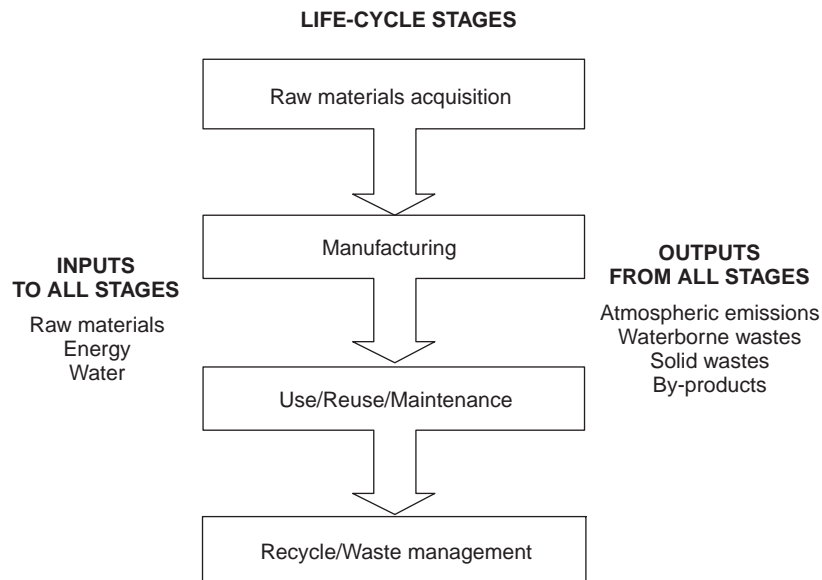 LIFE-CYCLE STAGES
Raw materials acquisition
Manufacturing
INPUTS
TO ALL STAGES
Raw materials
Energy
Water
OUTPUTS
FROM ALL STAGES
Atmospheric emissions
Waterborne wastes
Solid wastes
By-products
Use/Reuse/Maintenance
Recycle/Waste management